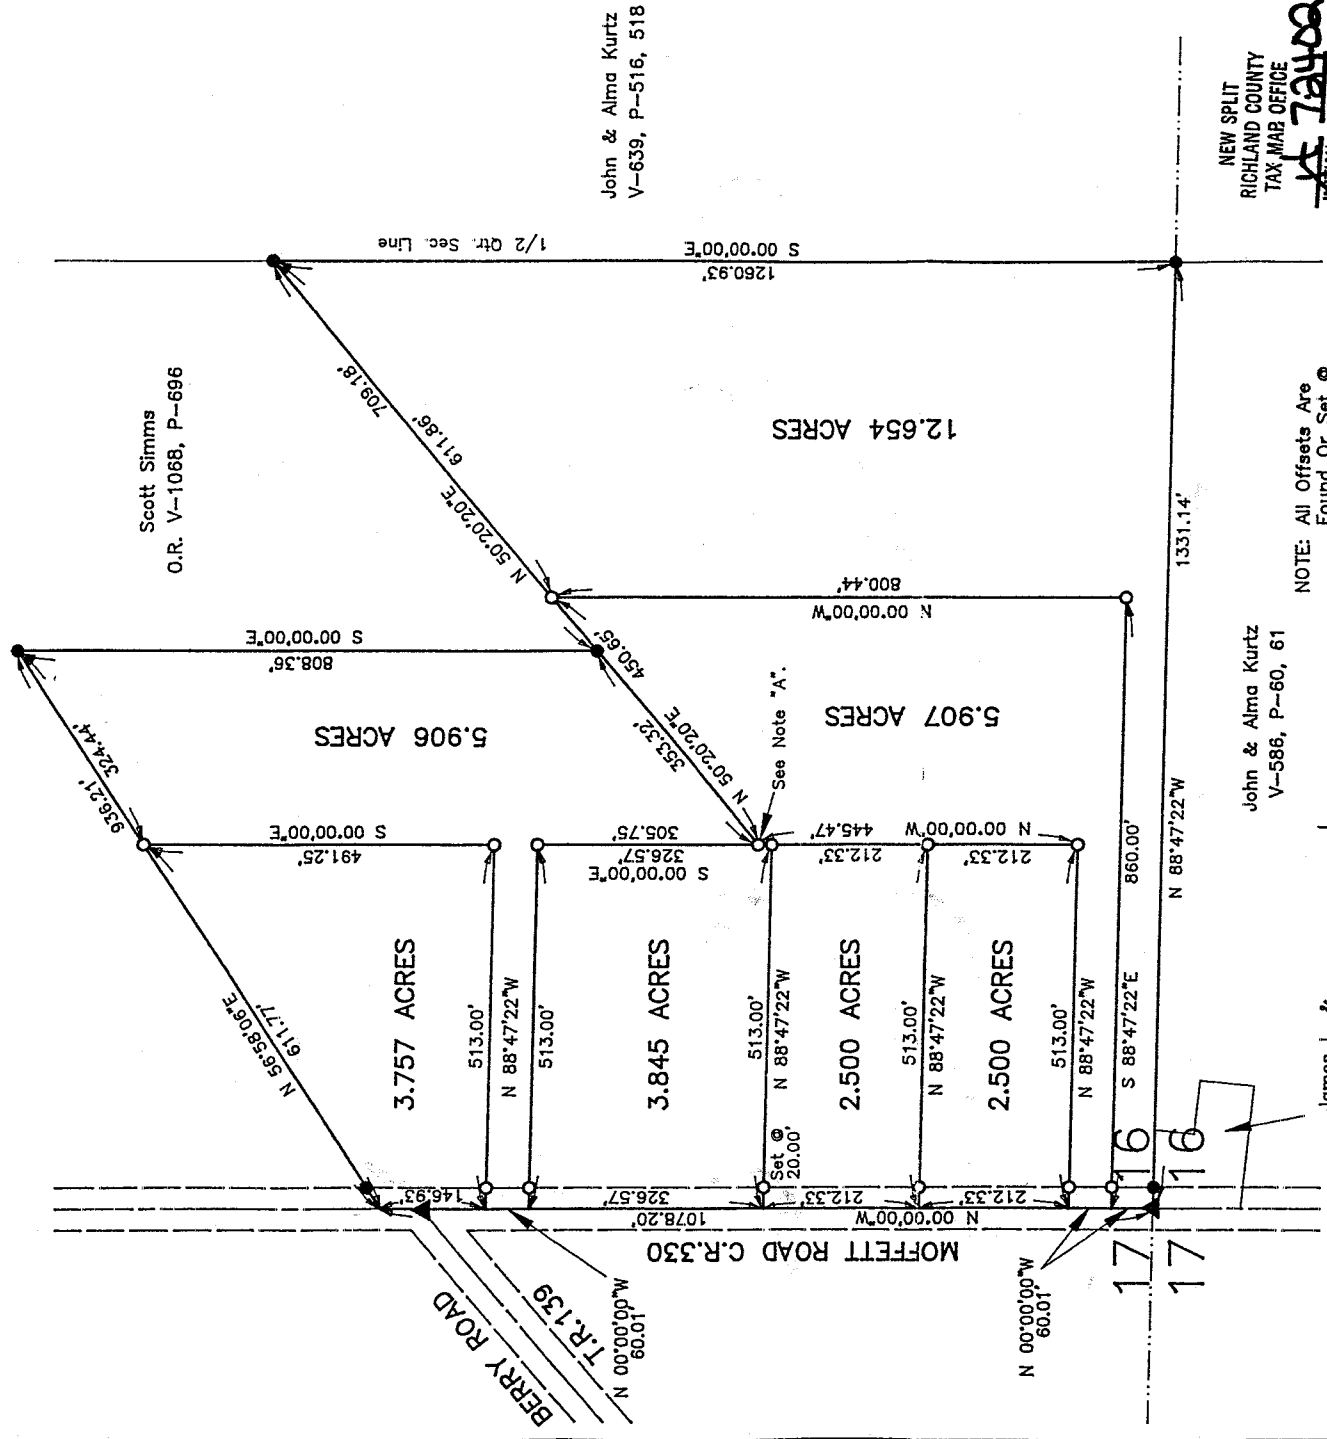 John & Alma Kurtz
V-639, P-516, 518
NEW SPLIT
RICHLAND COUNTY
TAX MAP OFFICE
72402
Scott Simms
O.R. V-1068, P-696
1/2 Qtr. Sec. Line
S 00°00'00"E
1260.93'
709.18'
611.86'
N 50°20'20"E
12.654 ACRES
S 00°00'00"E
808.36'
324.44'
936.21'
5.906 ACRES
450.65'
353.32'
N 50°20'20"E
See Note "A".
800.44'
N 00°00'00"W
5.907 ACRES
1331.14'
N 88°47'22"W
NOTE: All Offsets Are
Found Or Set @
John & Alma Kurtz
V-586, P-60, 61
S 00°00'00"E
491.25'
305.75'
326.57'
S 00°00'00"E
445.47'
N 00°00'00"W
212.33'
212.33'
860.00'
S 88°47'22"E
N 56°58'06"E
611.77'
3.757 ACRES
513.00'
N 88°47'22"W
513.00'
3.845 ACRES
513.00'
N 88°47'22"W
2.500 ACRES
513.00'
N 88°47'22"W
2.500 ACRES
513.00'
N 88°47'22"W
Set @
20.00'
146.93'
326.57'
212.33'
212.33'
1078.20'
N 00°00'00"W
MOFFETT ROAD C.R.330
BERRY ROAD
T.R.139
N 00°00'00"W
60.01'
N 00°00'00"W
60.01'
17 16
17 16
James L. &